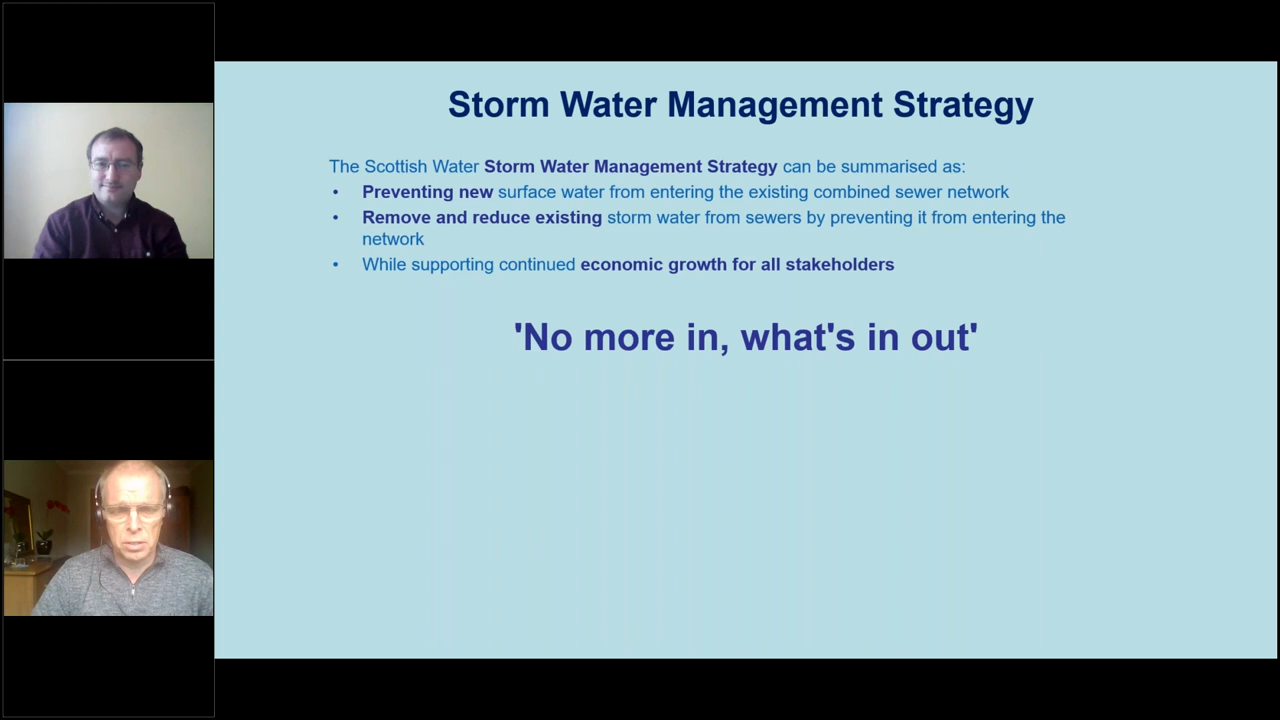 Storm Water Management Strategy
The Scottish Water Storm Water Management Strategy can be summarised as:
• Preventing new surface water from entering the existing combined sewer network
• Remove and reduce existing storm water from sewers by preventing it from entering the
network
• While supporting continued economic growth for all stakeholders
'No more in, what's in out'